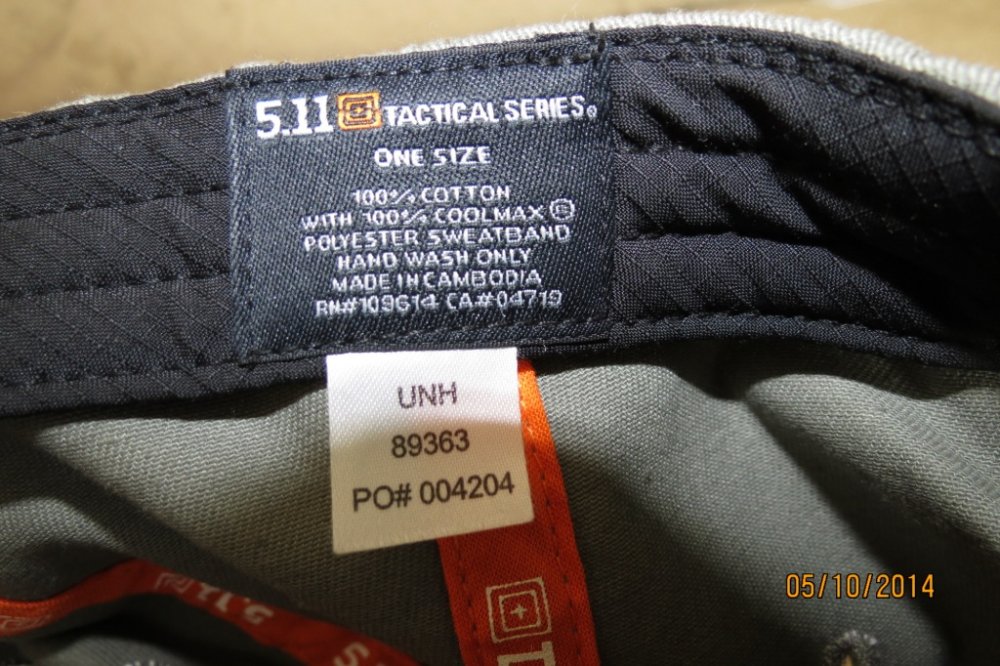 5.11 TACTICAL SERIES®
ONE SIZE
100% COTTON
WITH 100% COOLMAX®
POLYESTER SWEATBAND
HAND WASH ONLY
MADE IN CAMBODIA
RN#109614 CA#04719
UNH
89363
PO# 004204
05/10/2014